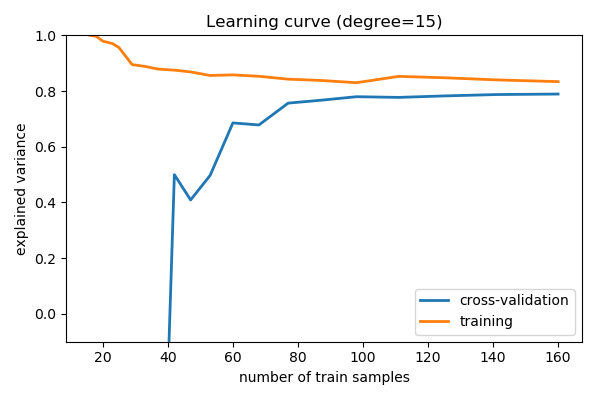 Learning curve (degree=15)
explained variance
1.0
0.8
0.6
0.4
0.2
0.0
cross-validation
training
20 40 60 80 100 120 140 160
number of train samples